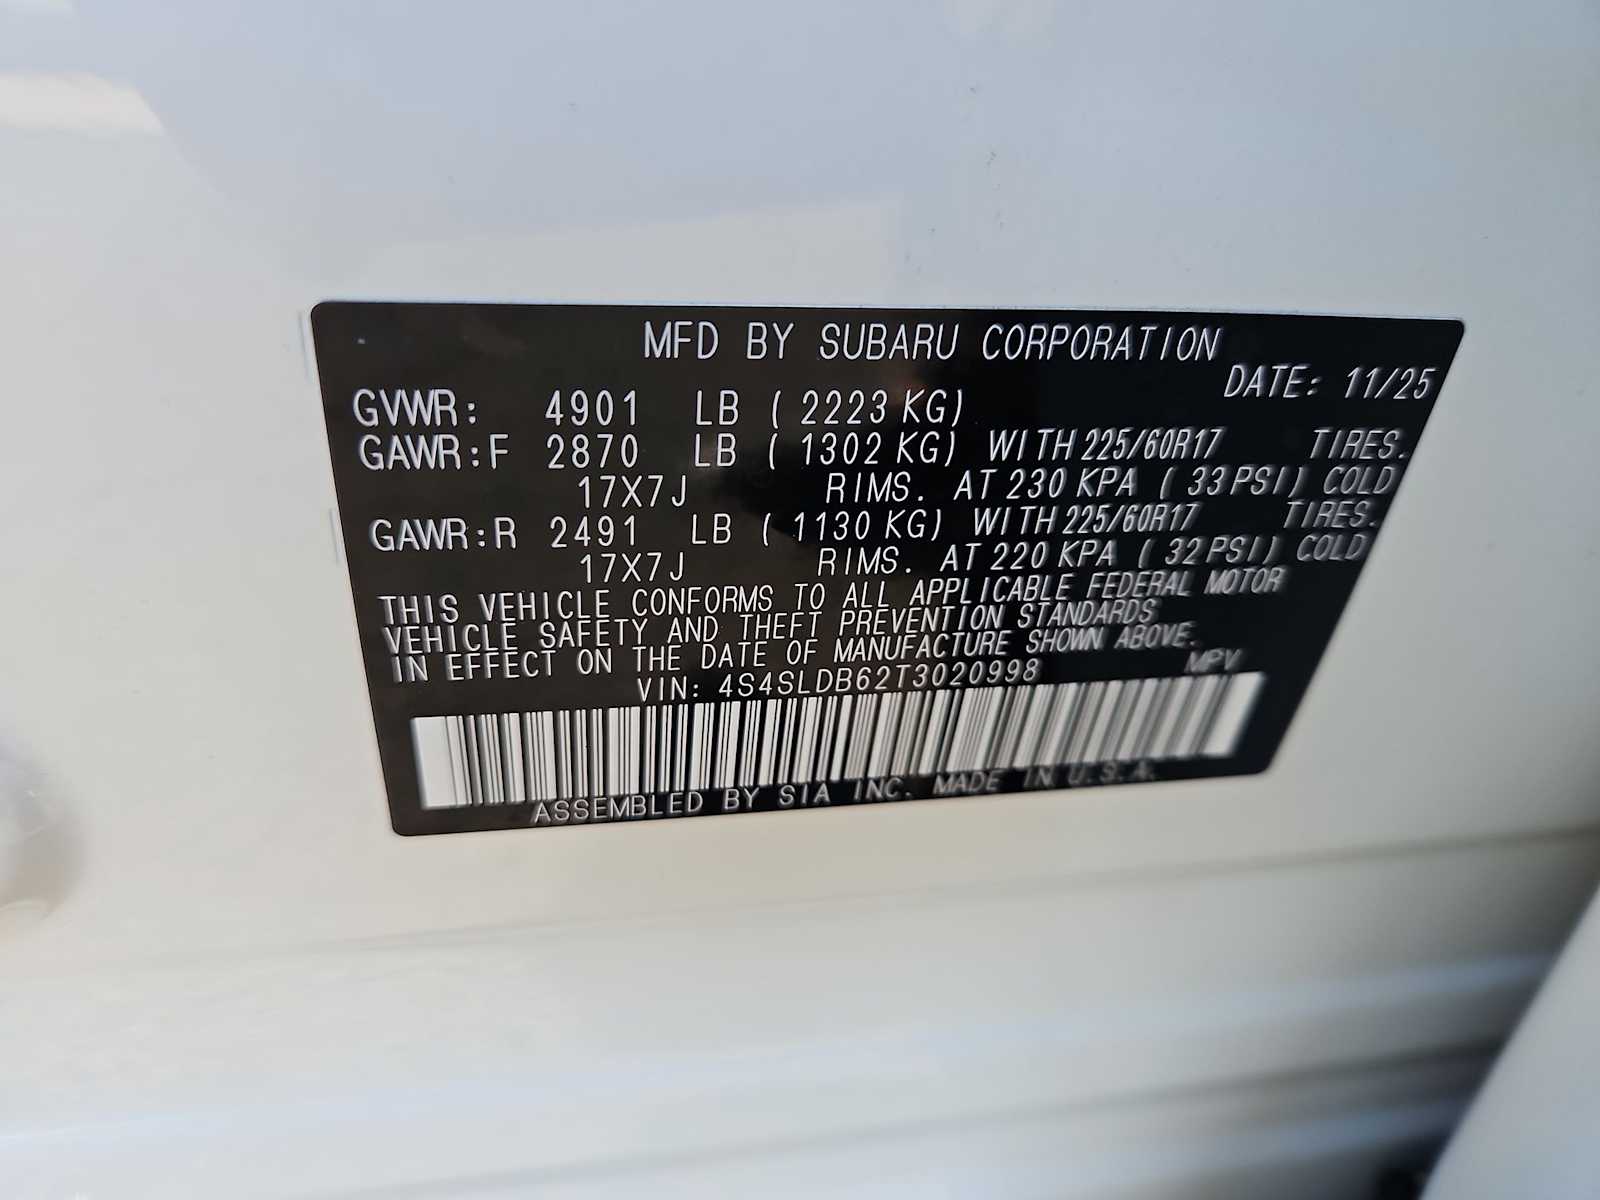 MFD BY SUBARU CORPORATION
DATE: 11/25
GVWR: 4901 LB ( 2223 KG)
GAWR:F 2870 LB ( 1302 KG) WITH 225/60R17 TIRES.
17X7J RIMS. AT 230 KPA ( 33 PSI) COLD
GAWR:R 2491 LB ( 1130 KG) WITH 225/60R17 TIRES.
17X7J RIMS. AT 220 KPA ( 32 PSI) COLD
THIS VEHICLE CONFORMS TO ALL APPLICABLE FEDERAL MOTOR
VEHICLE SAFETY AND THEFT PREVENTION STANDARDS
IN EFFECT ON THE DATE OF MANUFACTURE SHOWN ABOVE.
MPV
VIN: 4S4SLDB62T3020998
ASSEMBLED BY SIA INC. MADE IN U.S.A.